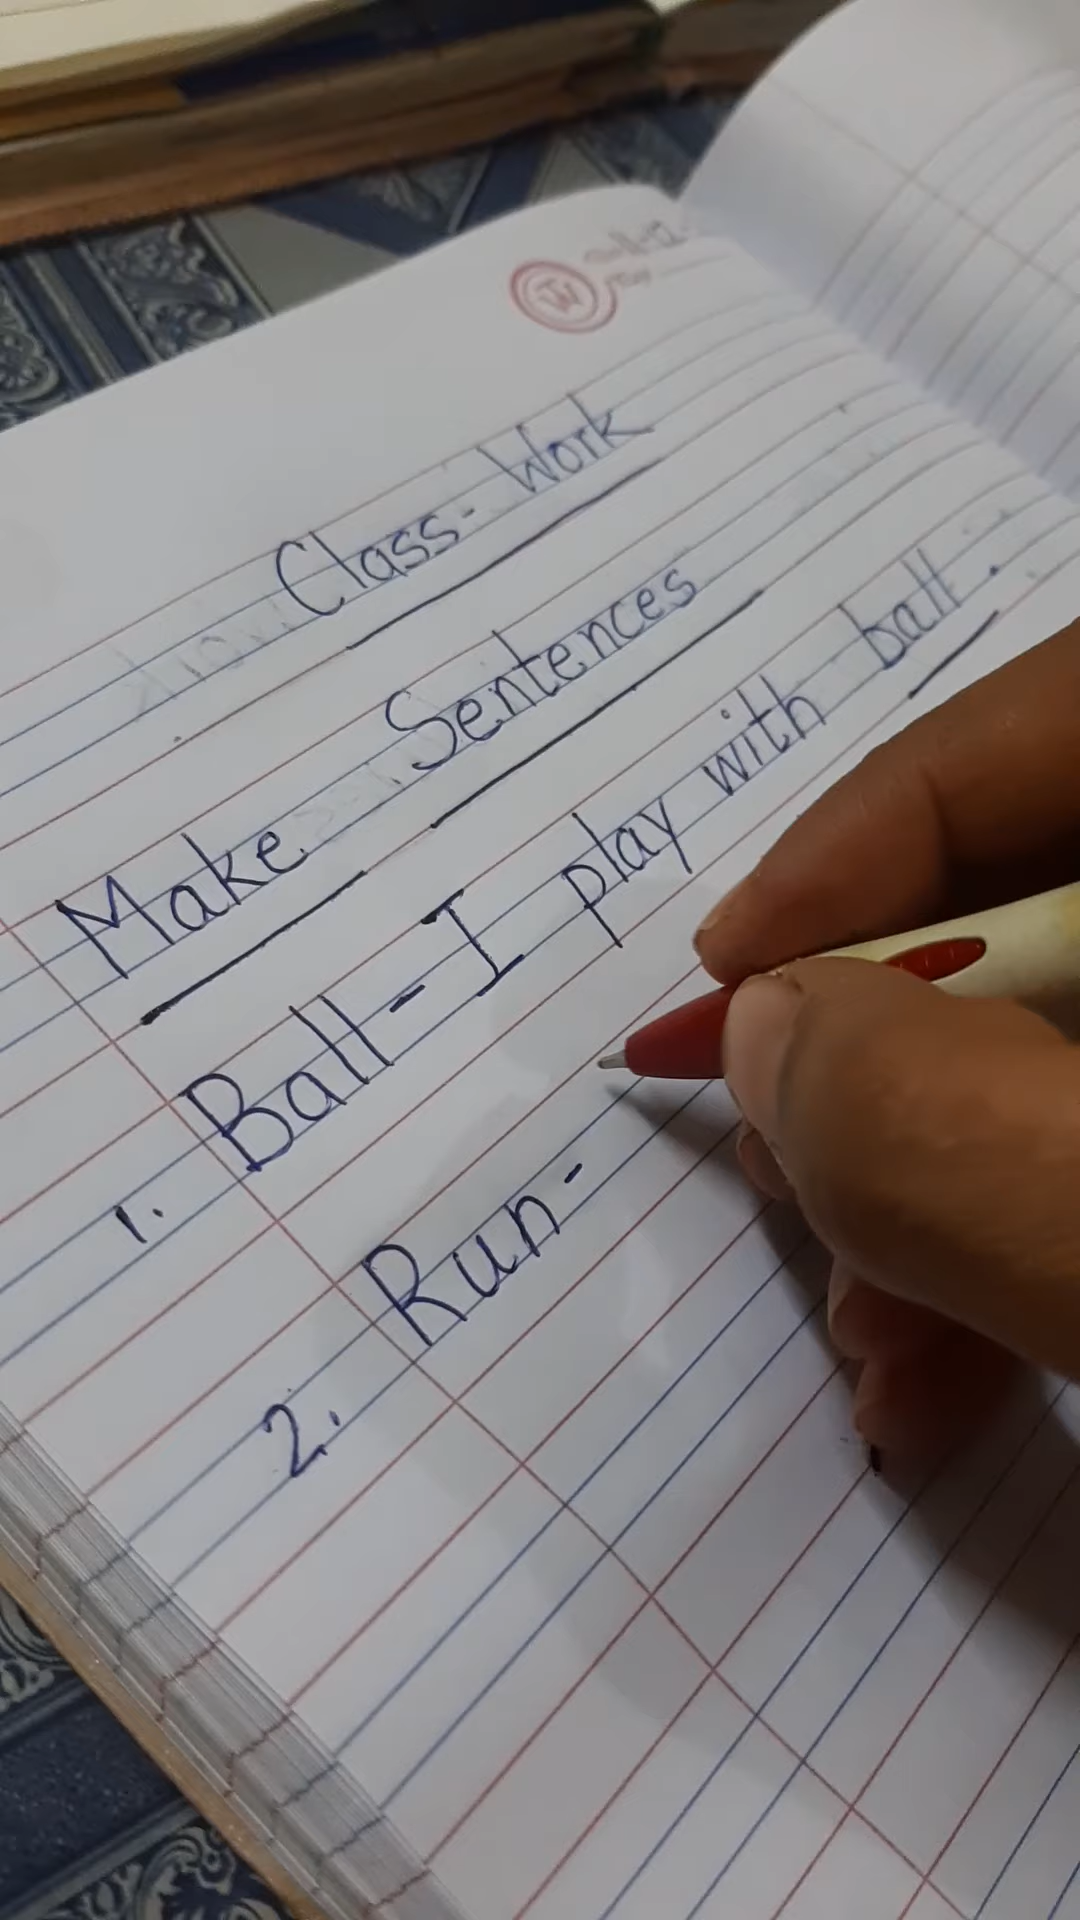 Class-Work
Make Sentences
1. Ball - I play with ball.
2. Run -